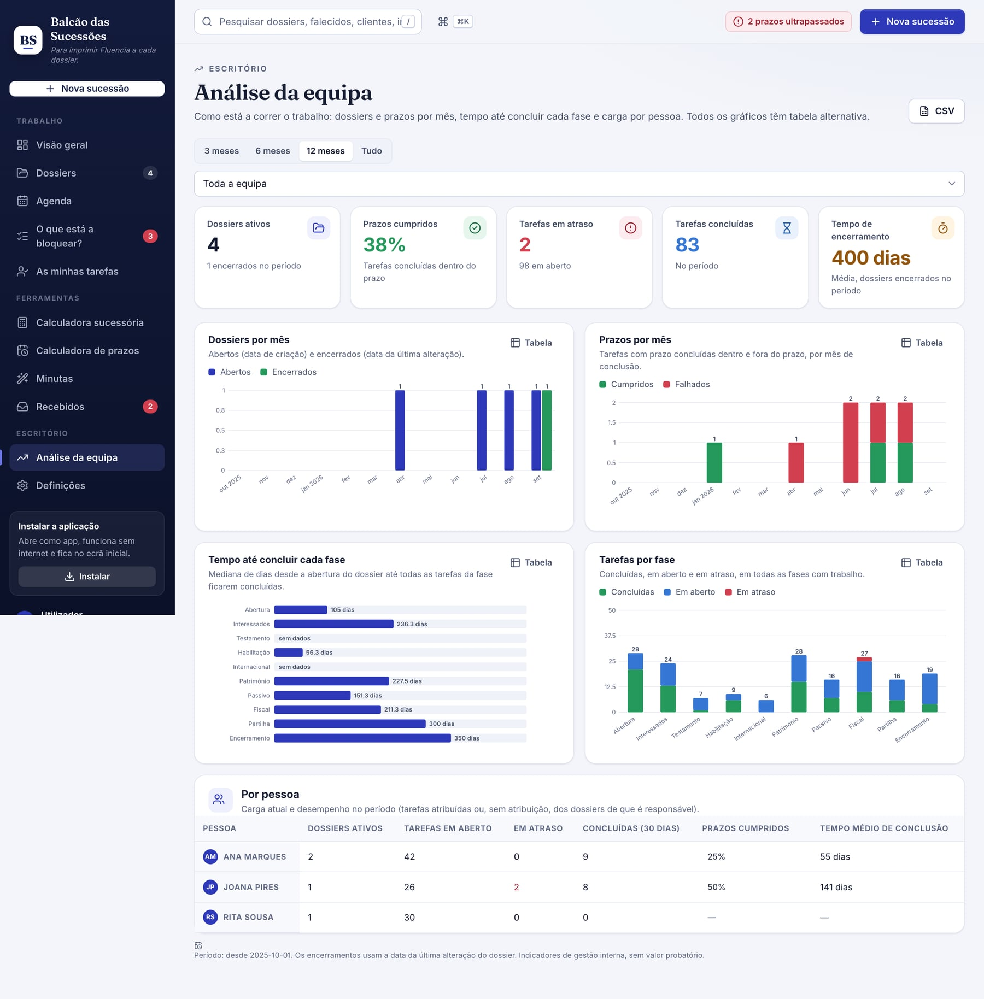 BS
Balcão das
Sucessões
Para imprimir Fluencia a cada
dossier.
Nova sucessão
TRABALHO
Visão geral
Dossiers 4
Agenda
O que está a
bloquear? 3
As minhas tarefas
FERRAMENTAS
Calculadora sucessória
Calculadora de prazos
Minutas
Recebidos 2
ESCRITÓRIO
Análise da equipa
Definições
Instalar a aplicação
Abre como app, funciona sem
internet e fica no ecrã inicial.
Instalar
Utilizador
Pesquisar dossiers, falecidos, clientes, i /
⌘ ⌘K
2 prazos ultrapassados
Nova sucessão
ESCRITÓRIO
Análise da equipa
Como está a correr o trabalho: dossiers e prazos por mês, tempo até concluir cada fase e carga por pessoa. Todos os gráficos têm tabela alternativa.
CSV
3 meses 6 meses 12 meses Tudo
Toda a equipa
Dossiers ativos
4
1 encerrados no período
Prazos cumpridos
38%
Tarefas concluídas dentro do
prazo
Tarefas em atraso
2
98 em aberto
Tarefas concluídas
83
No período
Tempo de
encerramento
400 dias
Média, dossiers encerrados no
período
Dossiers por mês
Tabela
Abertos (data de criação) e encerrados (data da última alteração).
Abertos Encerrados
1 1 1 1 1
1
0.8
0.5
0.3
0
out 2025 nov dez jan 2026 fev mar abr mai jun jul ago set
Prazos por mês
Tabela
Tarefas com prazo concluídas dentro e fora do prazo, por mês de
conclusão.
Cumpridos Falhados
2 2 2
1 1
2
1.5
1
0.5
0
out 2025 nov dez jan 2026 fev mar abr mai jun jul ago set
Tempo até concluir cada fase
Tabela
Mediana de dias desde a abertura do dossier até todas as tarefas da fase
ficarem concluídas.
Abertura 105 dias
Interessados 236.3 dias
Testamento sem dados
Habilitação 56.3 dias
Internacional sem dados
Património 227.5 dias
Passivo 151.3 dias
Fiscal 211.3 dias
Partilha 300 dias
Encerramento 350 dias
Tarefas por fase
Tabela
Concluídas, em aberto e em atraso, em todas as fases com trabalho.
Concluídas Em aberto Em atraso
50
37.5
25
12.5
0
29 24 7 9 6 28 16 27 16 19
Abertura Interessados Testamento Habilitação Internacional Património Passivo Fiscal Partilha Encerramento
Por pessoa
Carga atual e desempenho no período (tarefas atribuídas ou, sem atribuição, dos dossiers de que é responsável).
PESSOA DOSSIERS ATIVOS TAREFAS EM ABERTO EM ATRASO CONCLUÍDAS (30 DIAS) PRAZOS CUMPRIDOS TEMPO MÉDIO DE CONCLUSÃO
AM ANA MARQUES 2 42 0 9 25% 55 dias
JP JOANA PIRES 1 26 2 8 50% 141 dias
RS RITA SOUSA 1 30 0 0 — —
Período: desde 2025-10-01. Os encerramentos usam a data da última alteração do dossier. Indicadores de gestão interna, sem valor probatório.